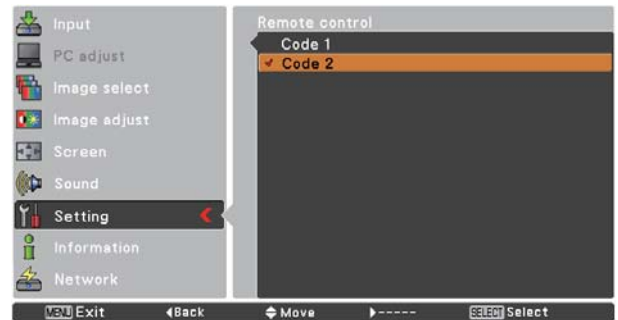 Input
PC adjust
Image select
Image adjust
Screen
Sound
Setting
Information
Network
Remote control
Code 1
Code 2
MENU Exit ◀Back Move ▶----- SELECT Select